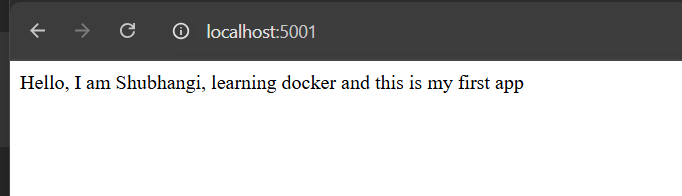 localhost:5001
Hello, I am Shubhangi, learning docker and this is my first app